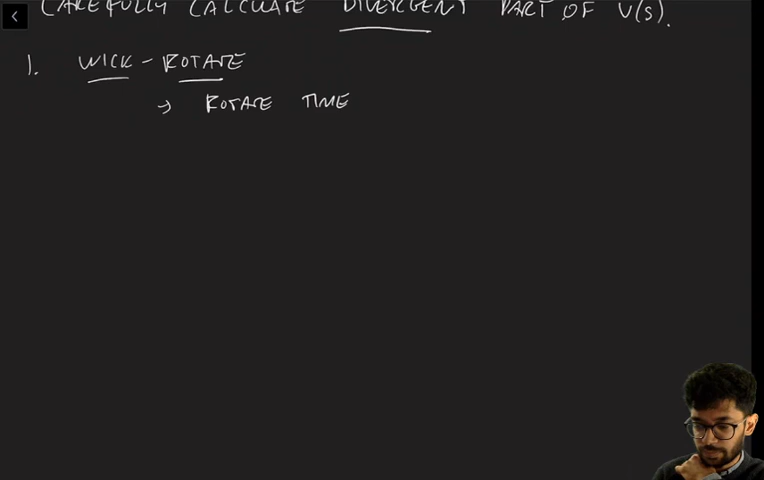 CAREFULLY CALCULATE DIVERGENT PART OF V(S).
1. WICK - ROTATE
→ ROTATE TIME